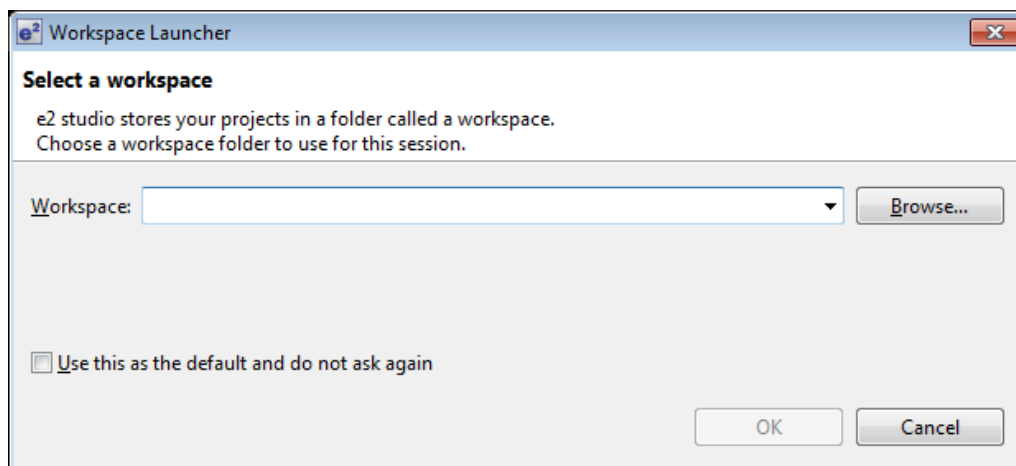 e² Workspace Launcher
Select a workspace
e2 studio stores your projects in a folder called a workspace.
Choose a workspace folder to use for this session.
Workspace: Browse...
Use this as the default and do not ask again
OK Cancel